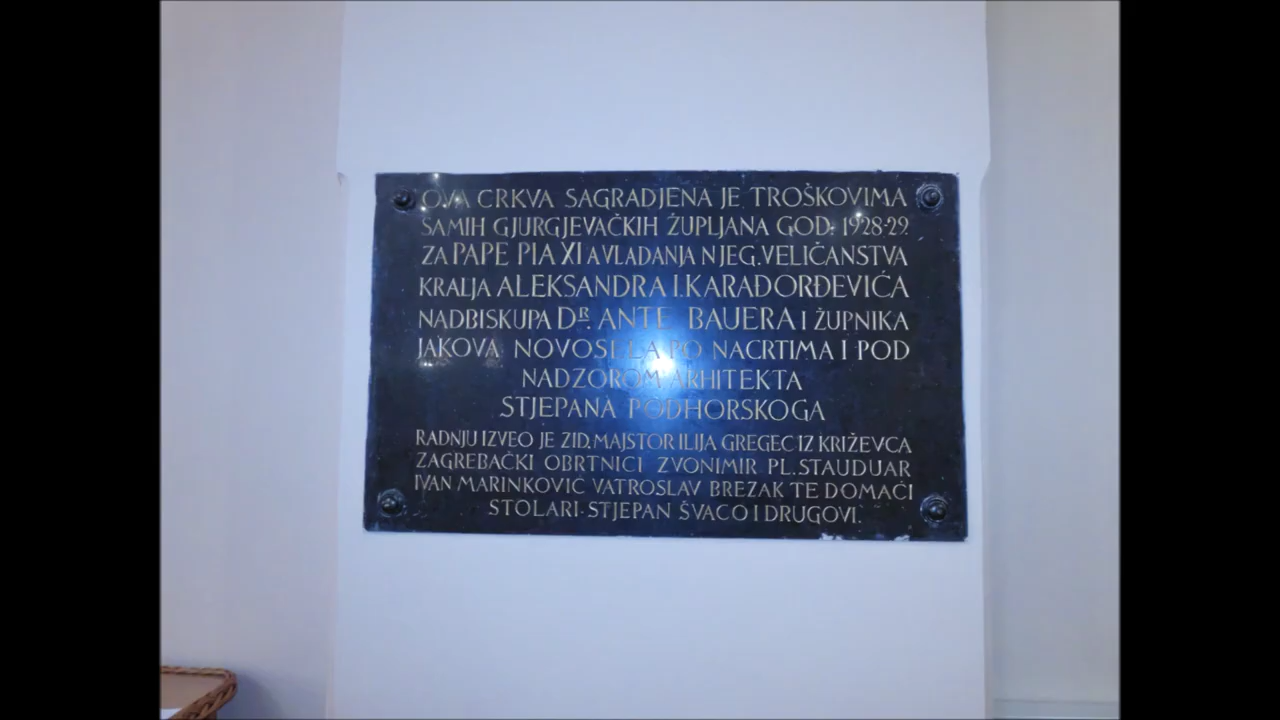 OVA CRKVA SAGRADJENA JE TROŠKOVIMA
SAMIH GJURGJEVAČKIH ŽUPLJANA GOD. 1928-29.
ZA PAPE PIA XI A VLADANJA NJEG. VELIČANSTVA
KRALJA ALEKSANDRA I. KARAĐORĐEVIĆA
NADBISKUPA DR. ANTE BAUERA I ŽUPNIKA
JAKOVA NOVOSELA PO NACRTIMA I POD
NADZOROM ARHITEKTA
STJEPANA PODHORSKOGA
RADNJU IZVEO JE ZID. MAJSTOR ILIJA GREGEC IZ KRIŽEVCA
ZAGREBAČKI OBRTNICI ZVONIMIR PL. STAUDUAR
IVAN MARINKOVIĆ VATROSLAV BREZAK TE DOMAĆI
STOLARI STJEPAN ŠVACO I DRUGOVI.